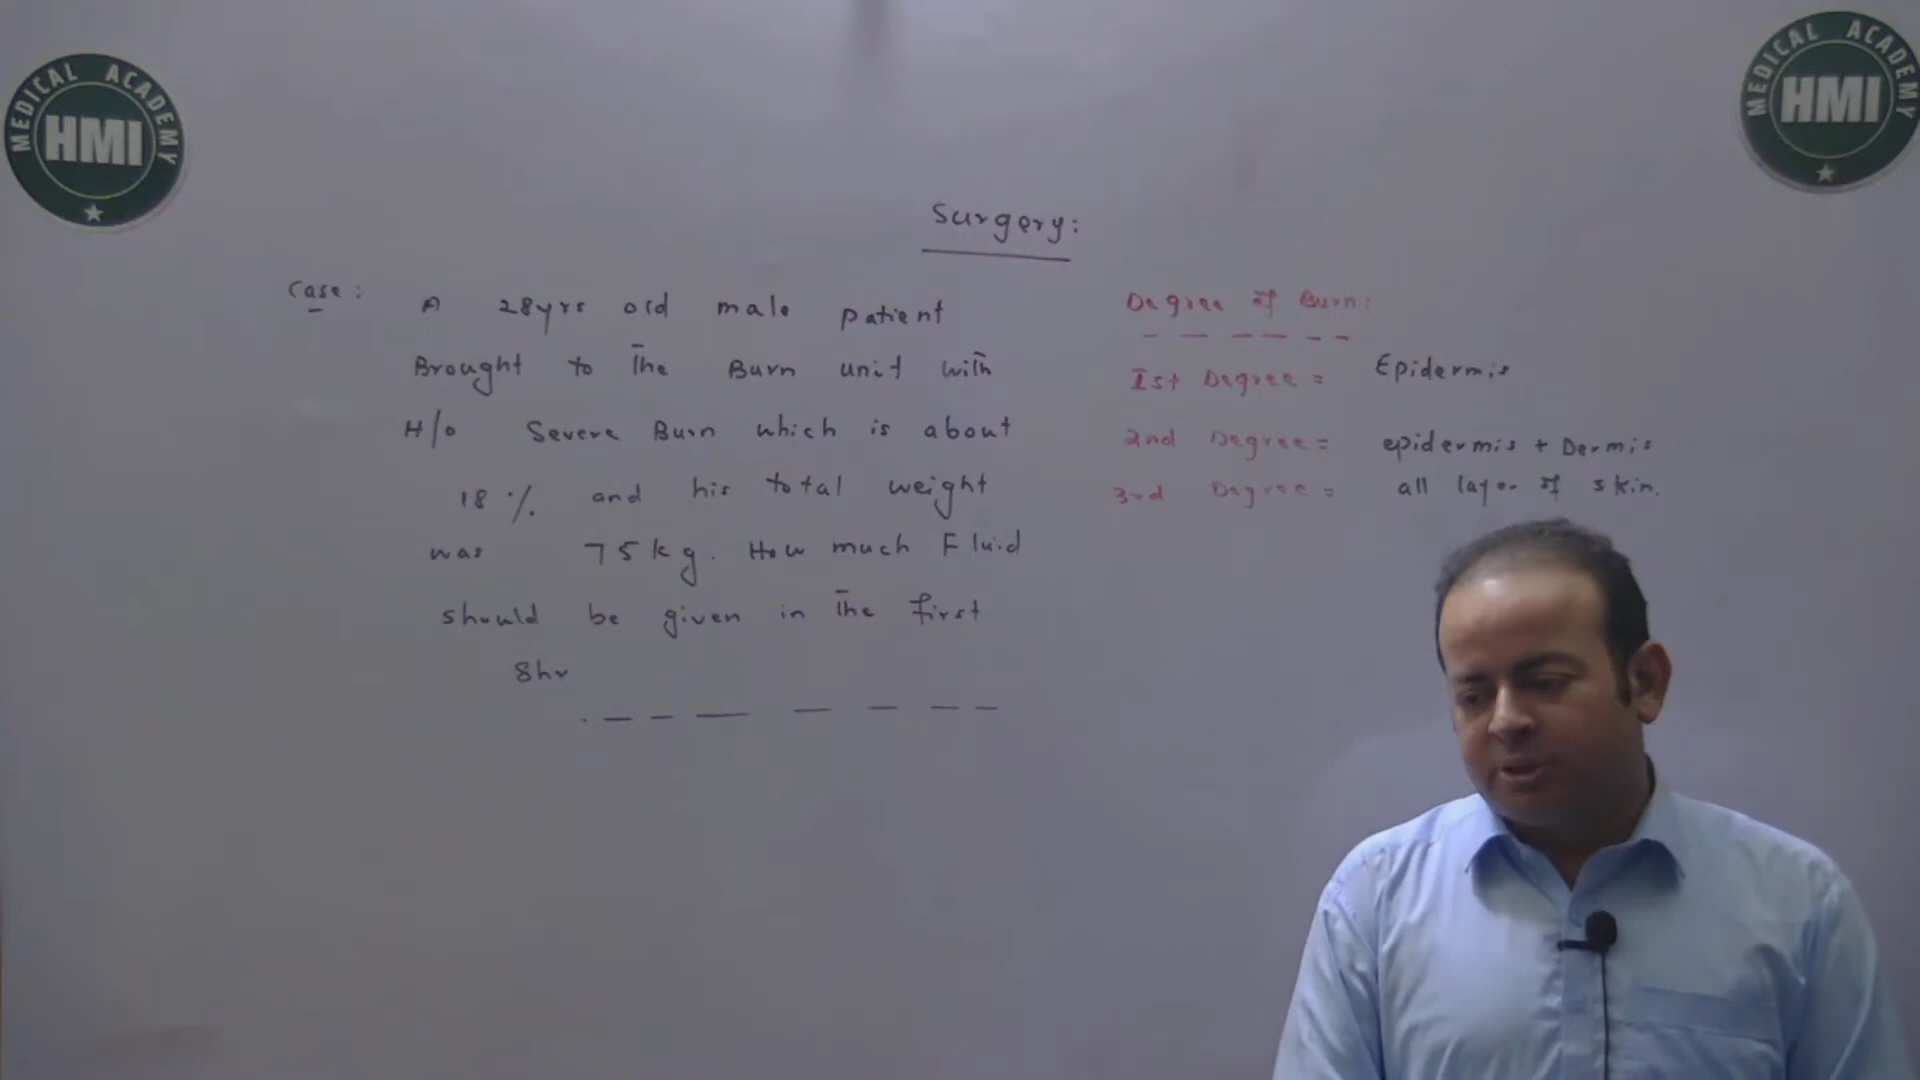 MEDICAL ACADEMY
HMI
MEDICAL ACADEMY
HMI
Surgery:
Case: A 28yrs old male patient
Brought to The Burn unit with
H/o Severe Burn which is about
18 % and his total weight
was 75kg. How much Fluid
should be given in The first
8hr
Degree of Burn:
Ist Degree = Epidermis
2nd Degree = epidermis + Dermis
3rd Degree = all layer of skin.